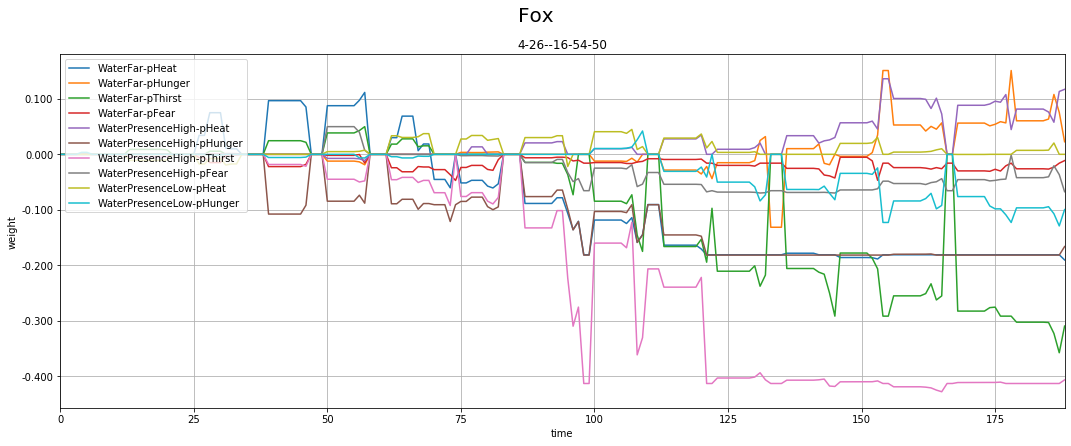 Fox
4-26--16-54-50
WaterFar-pHeat
WaterFar-pHunger
WaterFar-pThirst
WaterFar-pFear
WaterPresenceHigh-pHeat
WaterPresenceHigh-pHunger
WaterPresenceHigh-pThirst
WaterPresenceHigh-pFear
WaterPresenceLow-pHeat
WaterPresenceLow-pHunger
0.100
0.000
-0.100
-0.200
-0.300
-0.400
weight
0
25
50
75
100
125
150
175
time